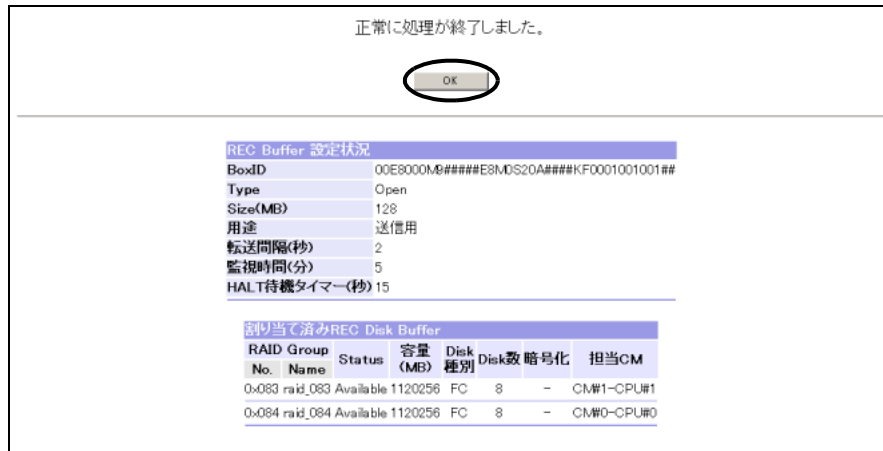 正常に処理が終了しました。
OK
REC Buffer 設定状況
BoxID 00E8000M9#####E8M0S20A####KF0001001001##
Type Open
Size(MB) 128
用途 送信用
転送間隔(秒) 2
監視時間(分) 5
HALT待機タイマー(秒) 15
割り当て済みREC Disk Buffer
RAID Group Status 容量(MB) Disk種別 Disk数 暗号化 担当CM
No. Name
0x083 raid_083 Available 1120256 FC 8 - CM#1-CPU#1
0x084 raid_084 Available 1120256 FC 8 - CM#0-CPU#0